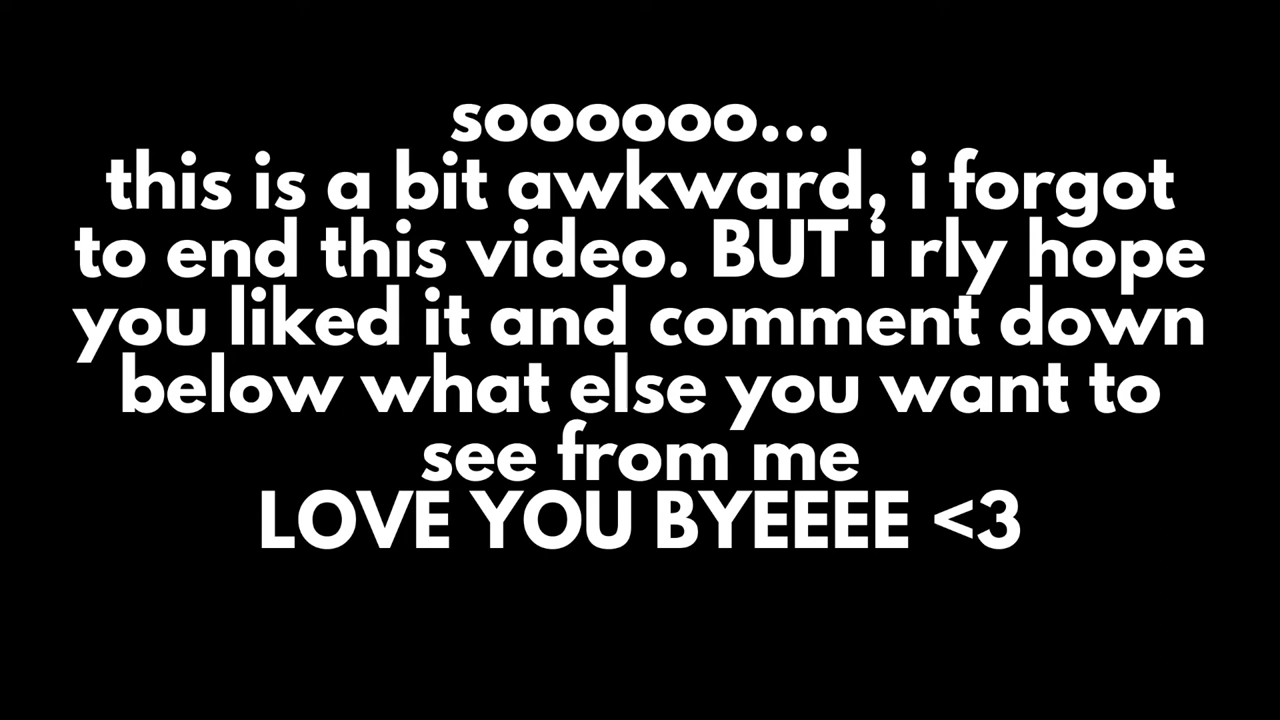 soooooo...
this is a bit awkward, i forgot
to end this video. BUT i rly hope
you liked it and comment down
below what else you want to
see from me
LOVE YOU BYEEEE <3